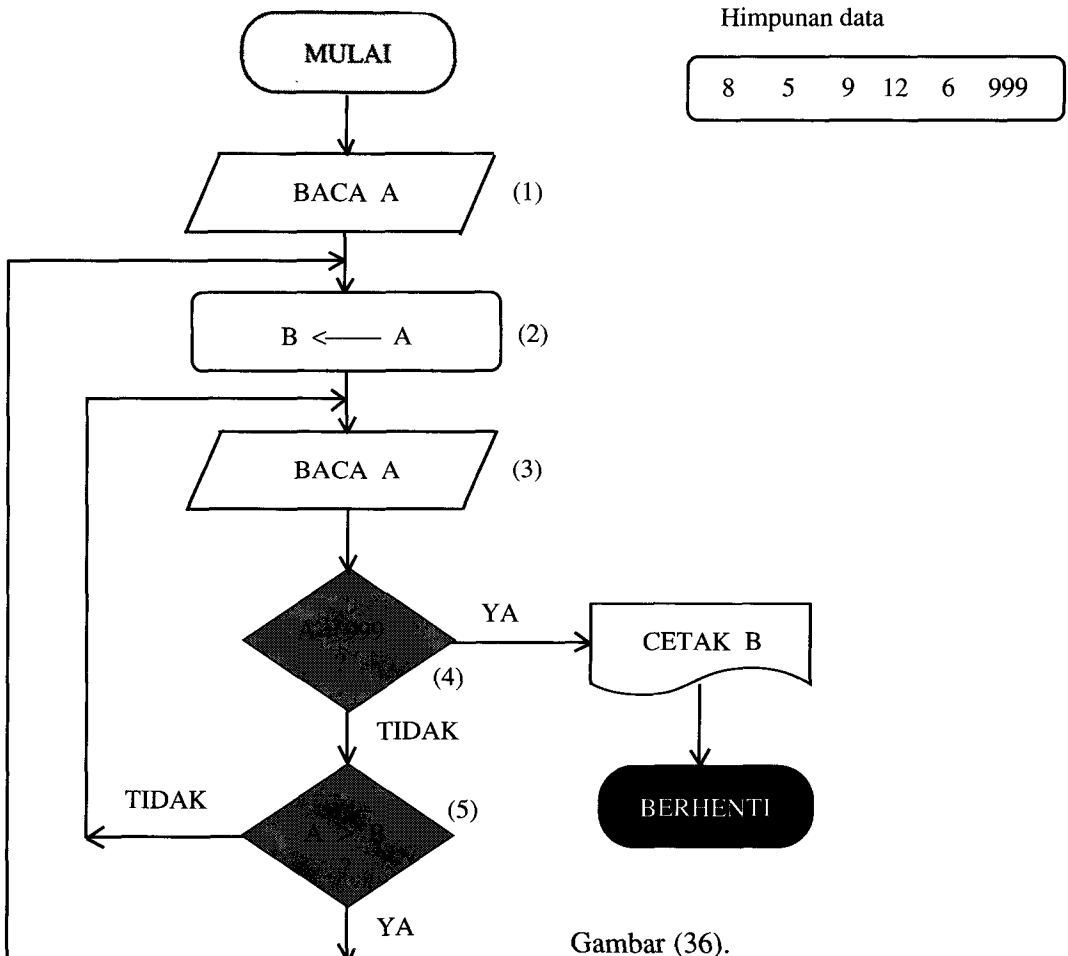 Himpunan data
8 5 9 12 6 999
MULAI
BACA A (1)
B <—— A (2)
BACA A (3)
YA
CETAK B
(4)
TIDAK
TIDAK
(5)
A > B
?
BERHENTI
YA
Gambar (36).